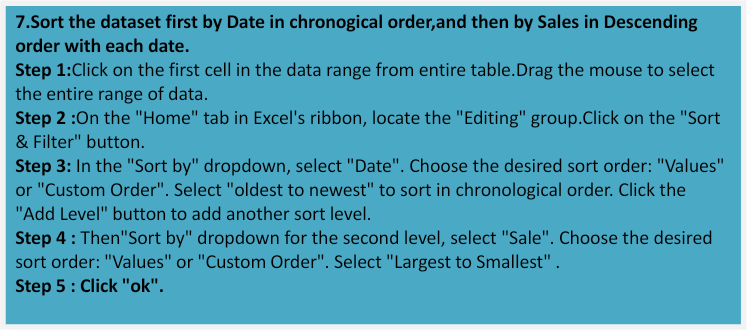 7.Sort the dataset first by Date in chronogical order,and then by Sales in Descending
order with each date.
Step 1:Click on the first cell in the data range from entire table.Drag the mouse to select
the entire range of data.
Step 2 :On the "Home" tab in Excel's ribbon, locate the "Editing" group.Click on the "Sort
& Filter" button.
Step 3: In the "Sort by" dropdown, select "Date". Choose the desired sort order: "Values"
or "Custom Order". Select "oldest to newest" to sort in chronological order. Click the
"Add Level" button to add another sort level.
Step 4 : Then"Sort by" dropdown for the second level, select "Sale". Choose the desired
sort order: "Values" or "Custom Order". Select "Largest to Smallest" .
Step 5 : Click "ok".